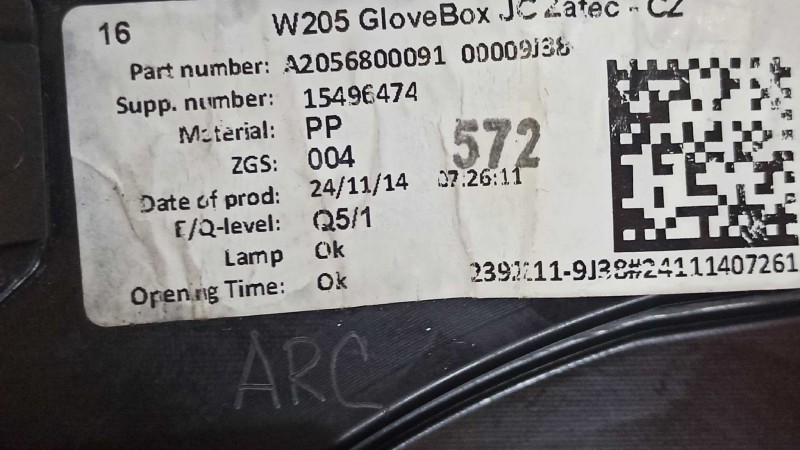 16
W205 GloveBox JC Zatec - CZ
Part number: A2056800091 00009J38
Supp. number: 15496474
Material: PP
572
ZGS: 004
Date of prod: 24/11/14 07:26:11
E/Q-level: Q5/1
Lamp Ok
Opening Time: Ok
ARC